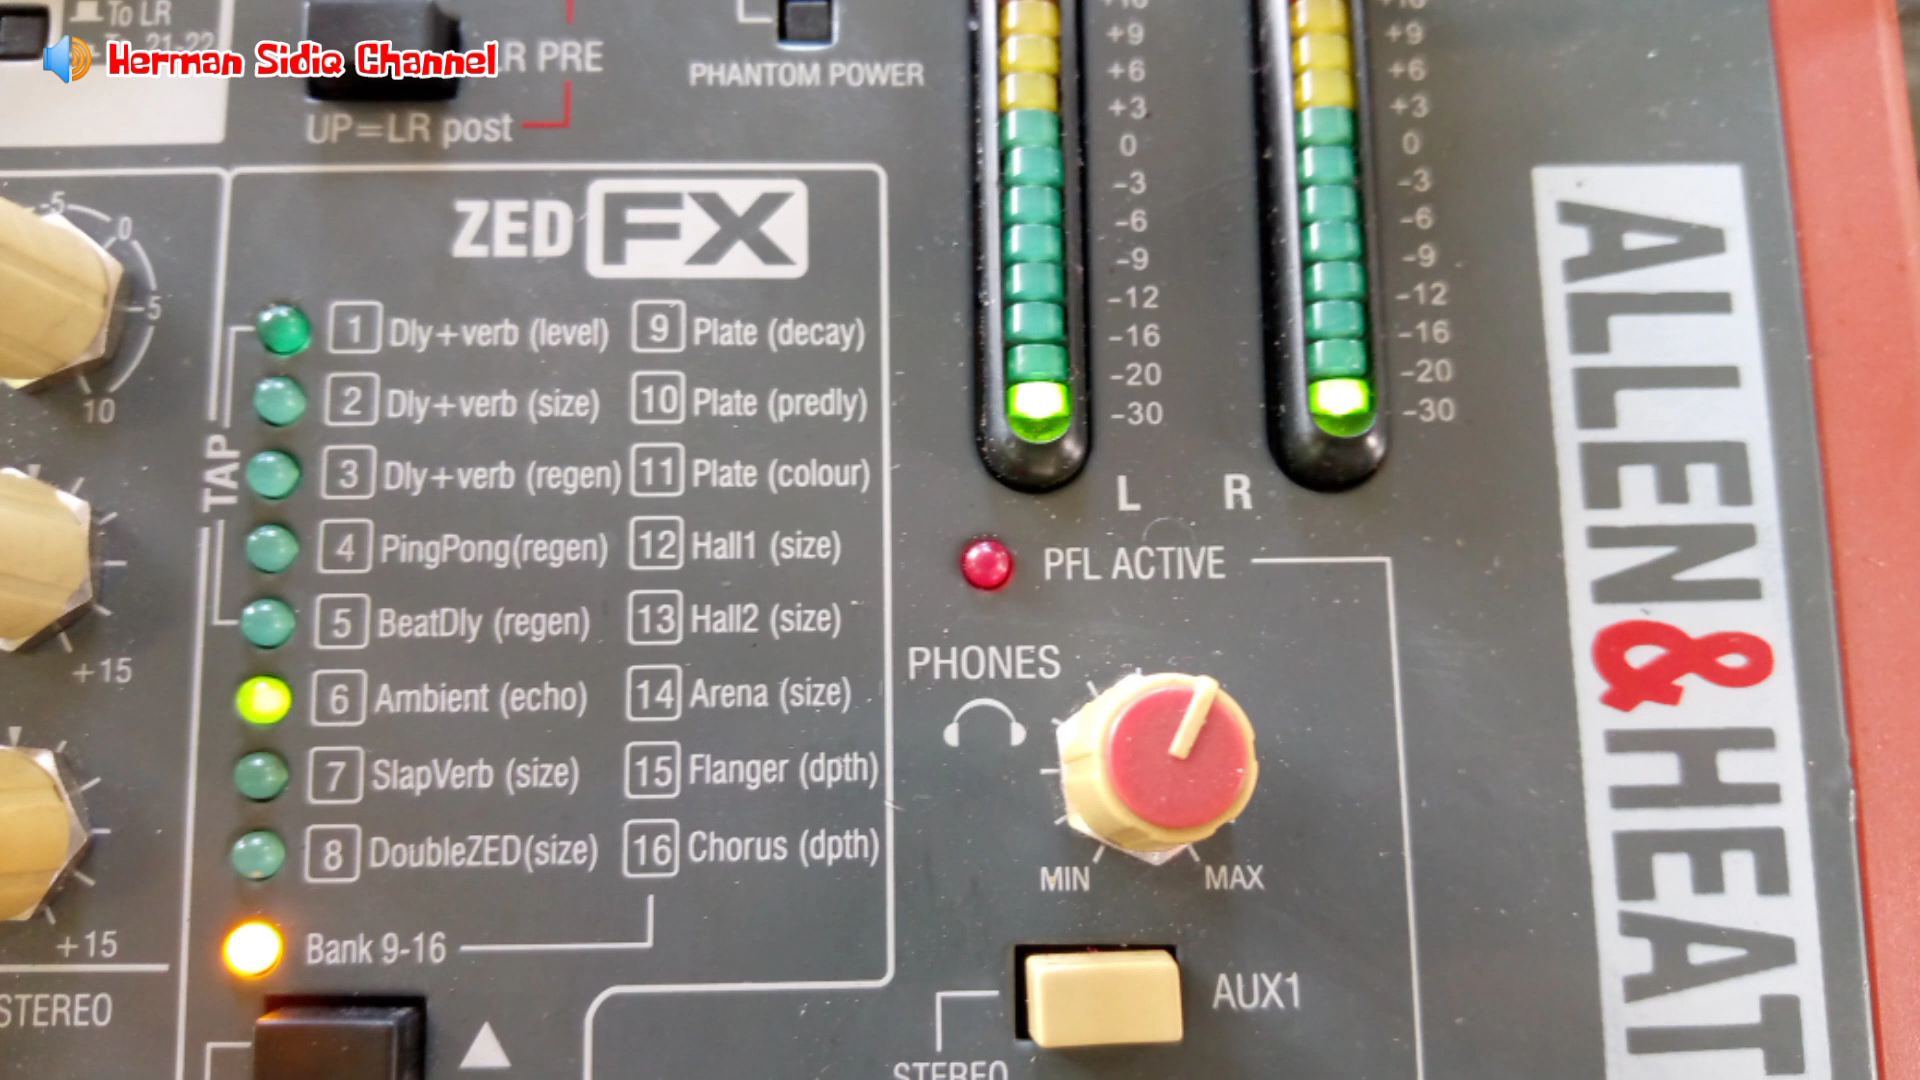 To LR
To 21-22
Herman Sidiq Channel
LR PRE
UP=LR post
PHANTOM POWER
+9
+6
+3
0
-3
-6
-9
-12
-16
-20
-30
L
+9
+6
+3
0
-3
-6
-9
-12
-16
-20
-30
R
ZED FX
TAP
1 Dly+verb (level)
2 Dly+verb (size)
3 Dly+verb (regen)
4 PingPong(regen)
5 BeatDly (regen)
6 Ambient (echo)
7 SlapVerb (size)
8 DoubleZED(size)
9 Plate (decay)
10 Plate (predly)
11 Plate (colour)
12 Hall1 (size)
13 Hall2 (size)
14 Arena (size)
15 Flanger (dpth)
16 Chorus (dpth)
Bank 9-16
-5
0
-5
10
+15
+15
STEREO
PFL ACTIVE
PHONES
MIN
MAX
AUX1
STEREO
ALLEN&HEAT